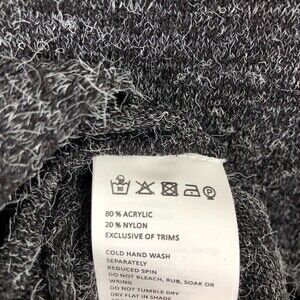 30
P
80 % ACRYLIC
20 % NYLON
EXCLUSIVE OF TRIMS
COLD HAND WASH
SEPARATELY
REDUCED SPIN
DO NOT BLEACH, RUB, SOAK OR
WRING
DO NOT TUMBLE DRY
DRY FLAT IN SHADE